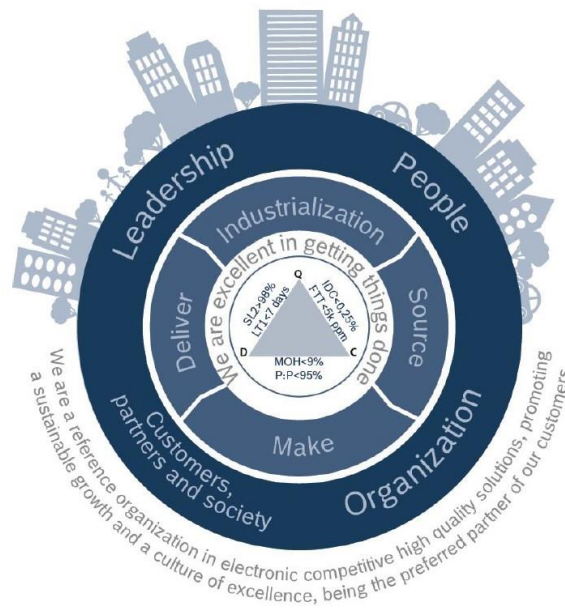 Leadership
People
Industrialization
We are excellent in getting things done
Deliver
Source
Q
SL2>98%
LT1<7 days
IDC<0,25%
FTT<5k ppm
D
C
MOH<9%
P:P<95%
Make
Customers,
partners and society
Organization
We are a reference organization in electronic competitive high quality solutions, promoting
a sustainable growth and a culture of excellence, being the preferred partner of our customers